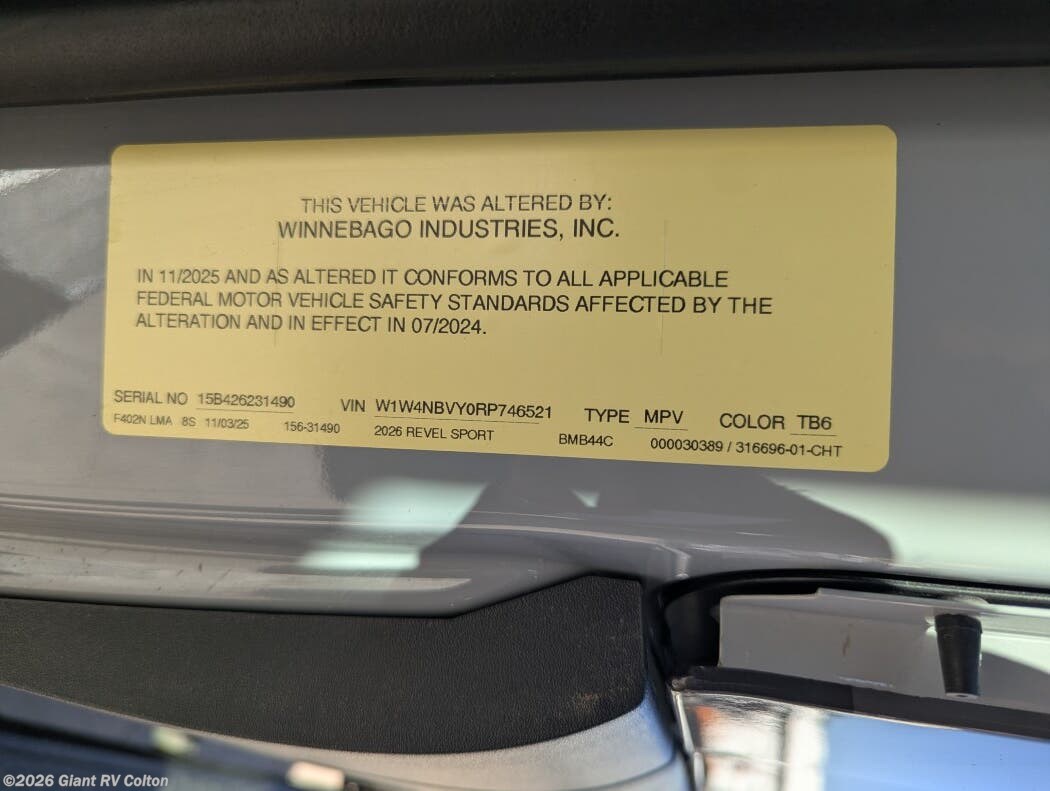 THIS VEHICLE WAS ALTERED BY:
WINNEBAGO INDUSTRIES, INC.
IN 11/2025 AND AS ALTERED IT CONFORMS TO ALL APPLICABLE
FEDERAL MOTOR VEHICLE SAFETY STANDARDS AFFECTED BY THE
ALTERATION AND IN EFFECT IN 07/2024.
SERIAL NO 15B426231490 VIN W1W4NBVY0RP746521 TYPE MPV COLOR TB6
F402N LMA 8S 11/03/25 156-31490 2026 REVEL SPORT BMB44C 000030389 / 316696-01-CHT
©2026 Giant RV Colton